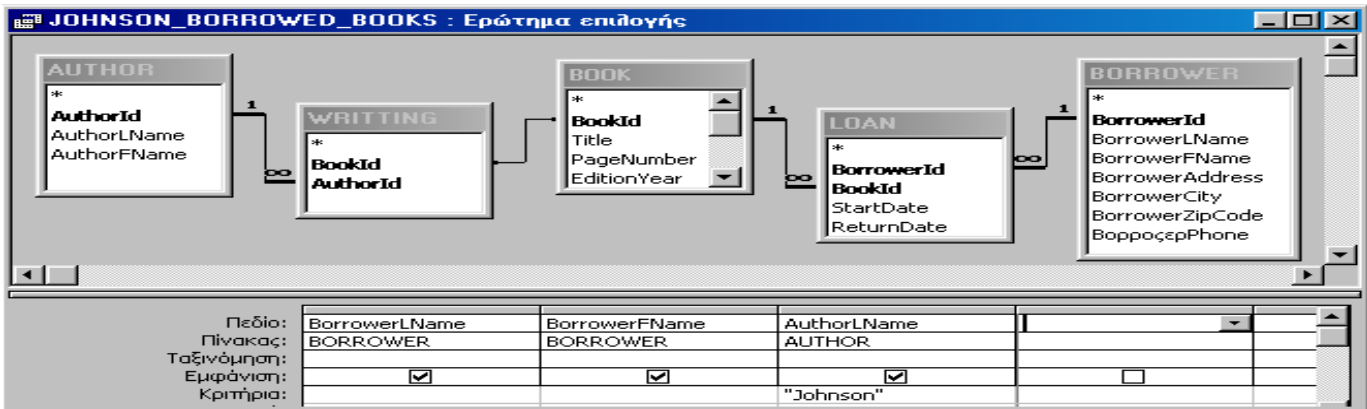 JOHNSON_BORROWED_BOOKS : Ερώτημα επιλογής
AUTHOR
*
AuthorId
AuthorLName
AuthorFName
1
∞
WRITTING
*
BookId
AuthorId
BOOK
*
BookId
Title
PageNumber
EditionYear
1
∞
LOAN
*
BorrowerId
BookId
StartDate
ReturnDate
∞
1
BORROWER
*
BorrowerId
BorrowerLName
BorrowerFName
BorrowerAddress
BorrowerCity
BorrowerZipCode
ΒορροςερPhone
Πεδίο: BorrowerLName BorrowerFName AuthorLName
Πίνακας: BORROWER BORROWER AUTHOR
Ταξινόμηση:
Εμφάνιση:
Κριτήρια: "Johnson"